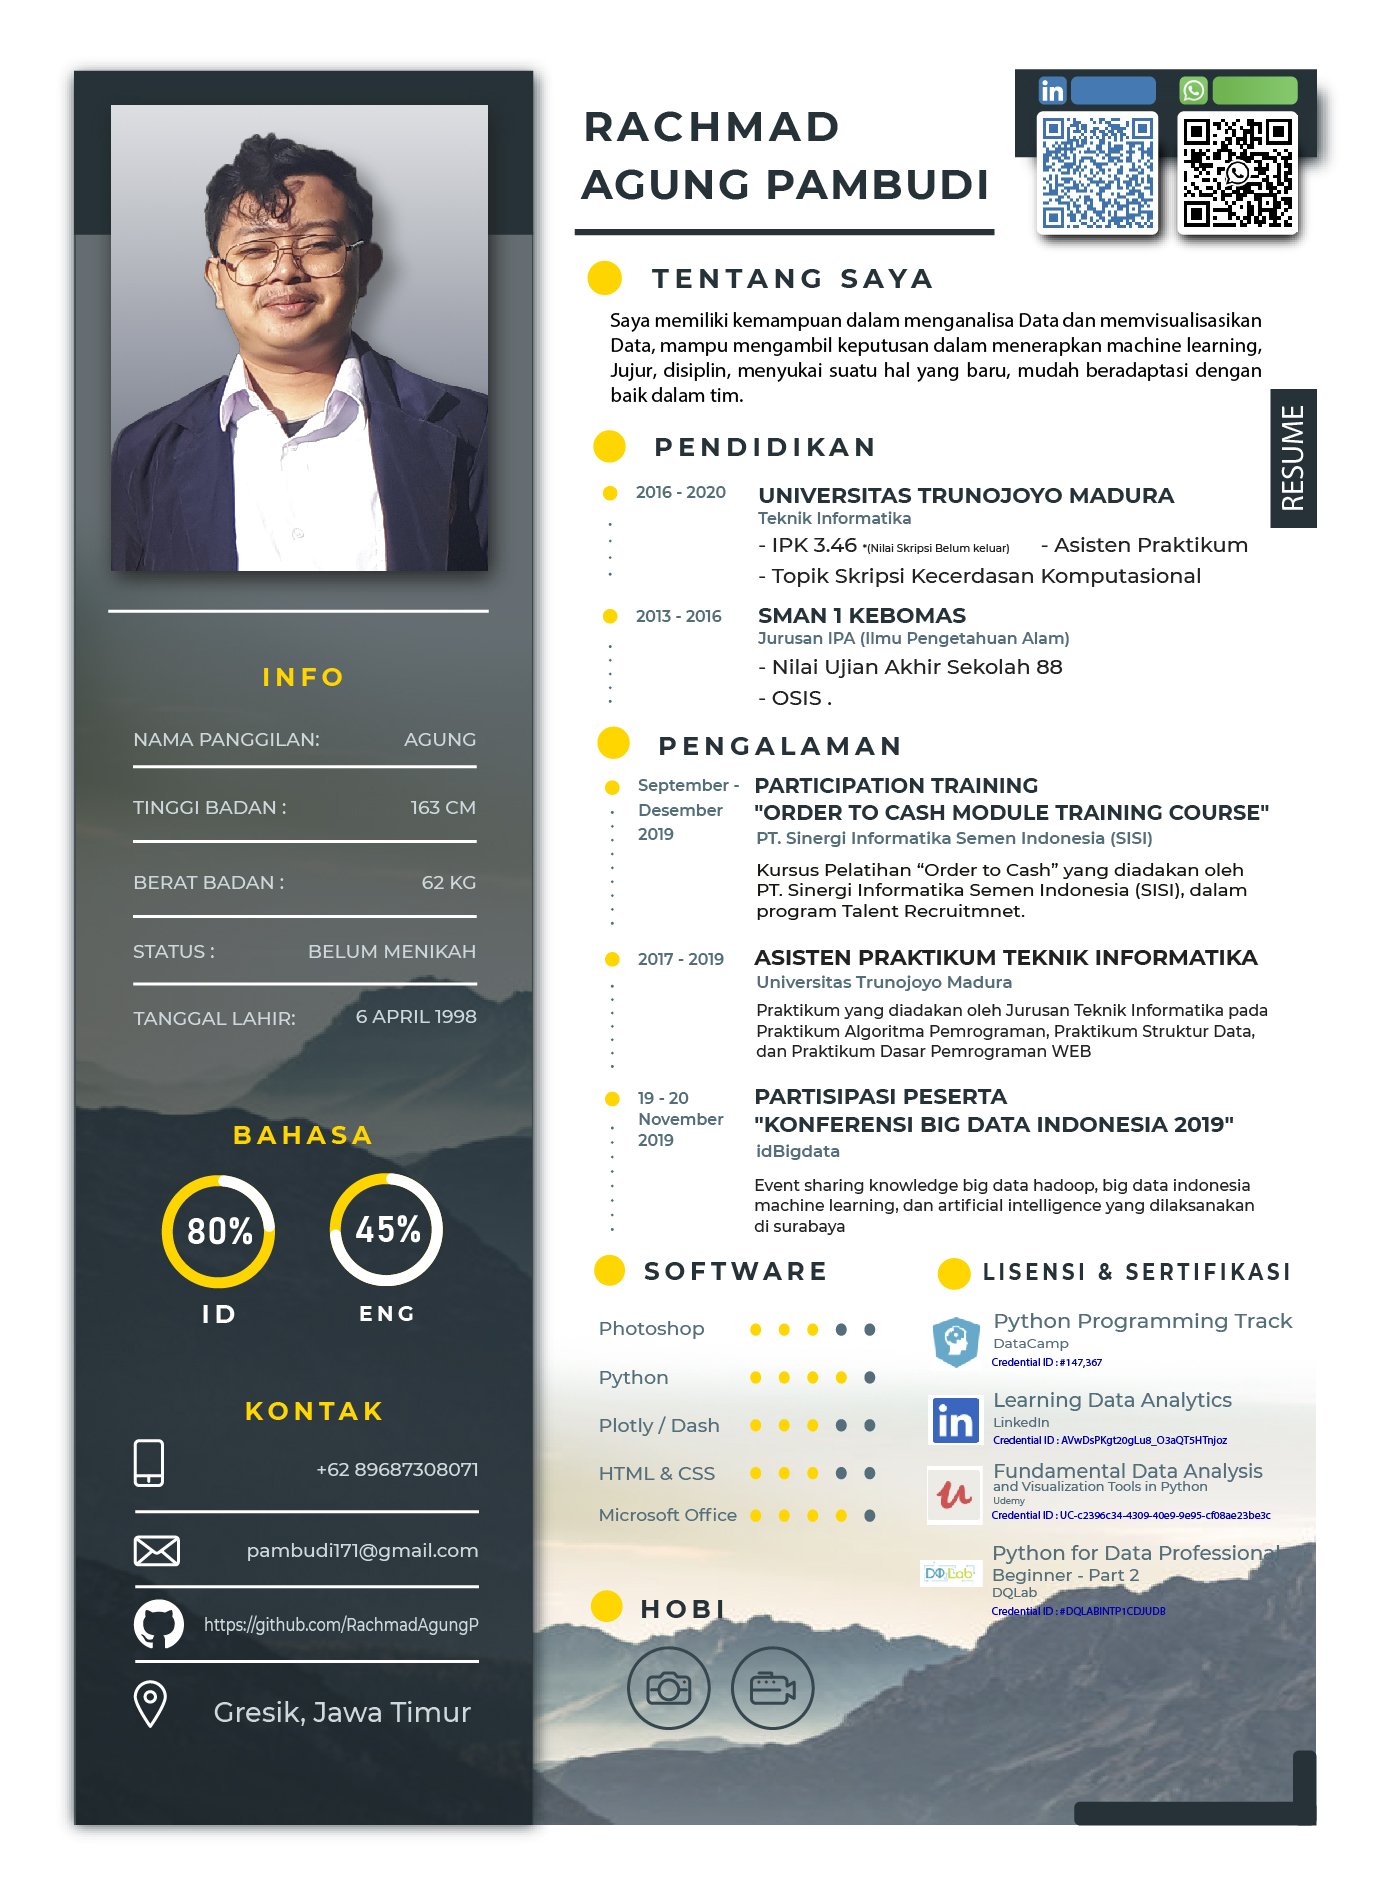 RACHMAD
AGUNG PAMBUDI
in
TENTANG SAYA
Saya memiliki kemampuan dalam menganalisa Data dan memvisualisasikan
Data, mampu mengambil keputusan dalam menerapkan machine learning,
Jujur, disiplin, menyukai suatu hal yang baru, mudah beradaptasi dengan
baik dalam tim.
RESUME
PENDIDIKAN
2016 - 2020
UNIVERSITAS TRUNOJOYO MADURA
Teknik Informatika
- IPK 3.46 *(Nilai Skripsi Belum keluar) - Asisten Praktikum
- Topik Skripsi Kecerdasan Komputasional
2013 - 2016
SMAN 1 KEBOMAS
Jurusan IPA (Ilmu Pengetahuan Alam)
- Nilai Ujian Akhir Sekolah 88
- OSIS .
PENGALAMAN
September -
Desember
2019
PARTICIPATION TRAINING
"ORDER TO CASH MODULE TRAINING COURSE"
PT. Sinergi Informatika Semen Indonesia (SISI)
Kursus Pelatihan “Order to Cash” yang diadakan oleh
PT. Sinergi Informatika Semen Indonesia (SISI), dalam
program Talent Recruitmnet.
2017 - 2019
ASISTEN PRAKTIKUM TEKNIK INFORMATIKA
Universitas Trunojoyo Madura
Praktikum yang diadakan oleh Jurusan Teknik Informatika pada
Praktikum Algoritma Pemrograman, Praktikum Struktur Data,
dan Praktikum Dasar Pemrograman WEB
19 - 20
November
2019
PARTISIPASI PESERTA
"KONFERENSI BIG DATA INDONESIA 2019"
idBigdata
Event sharing knowledge big data hadoop, big data indonesia
machine learning, dan artificial intelligence yang dilaksanakan
di surabaya
SOFTWARE
Photoshop
Python
Plotly / Dash
HTML & CSS
Microsoft Office
HOBI
LISENSI & SERTIFIKASI
Python Programming Track
DataCamp
Credential ID : #147,367
in
Learning Data Analytics
LinkedIn
Credential ID : AVwDsPKgt20gLu8_O3aQT5HTnjoz
u
Fundamental Data Analysis
and Visualization Tools in Python
Udemy
Credential ID : UC-c2396c34-4309-40e9-9e95-cf08ae23be3c
DQLab
Python for Data Professional
Beginner - Part 2
DQLab
Credential ID : #DQLABINTP1CDJUDB
INFO
NAMA PANGGILAN: AGUNG
TINGGI BADAN : 163 CM
BERAT BADAN : 62 KG
STATUS : BELUM MENIKAH
TANGGAL LAHIR: 6 APRIL 1998
BAHASA
80% 45%
ID ENG
KONTAK
+62 89687308071
pambudi171@gmail.com
https://github.com/RachmadAgungP
Gresik, Jawa Timur